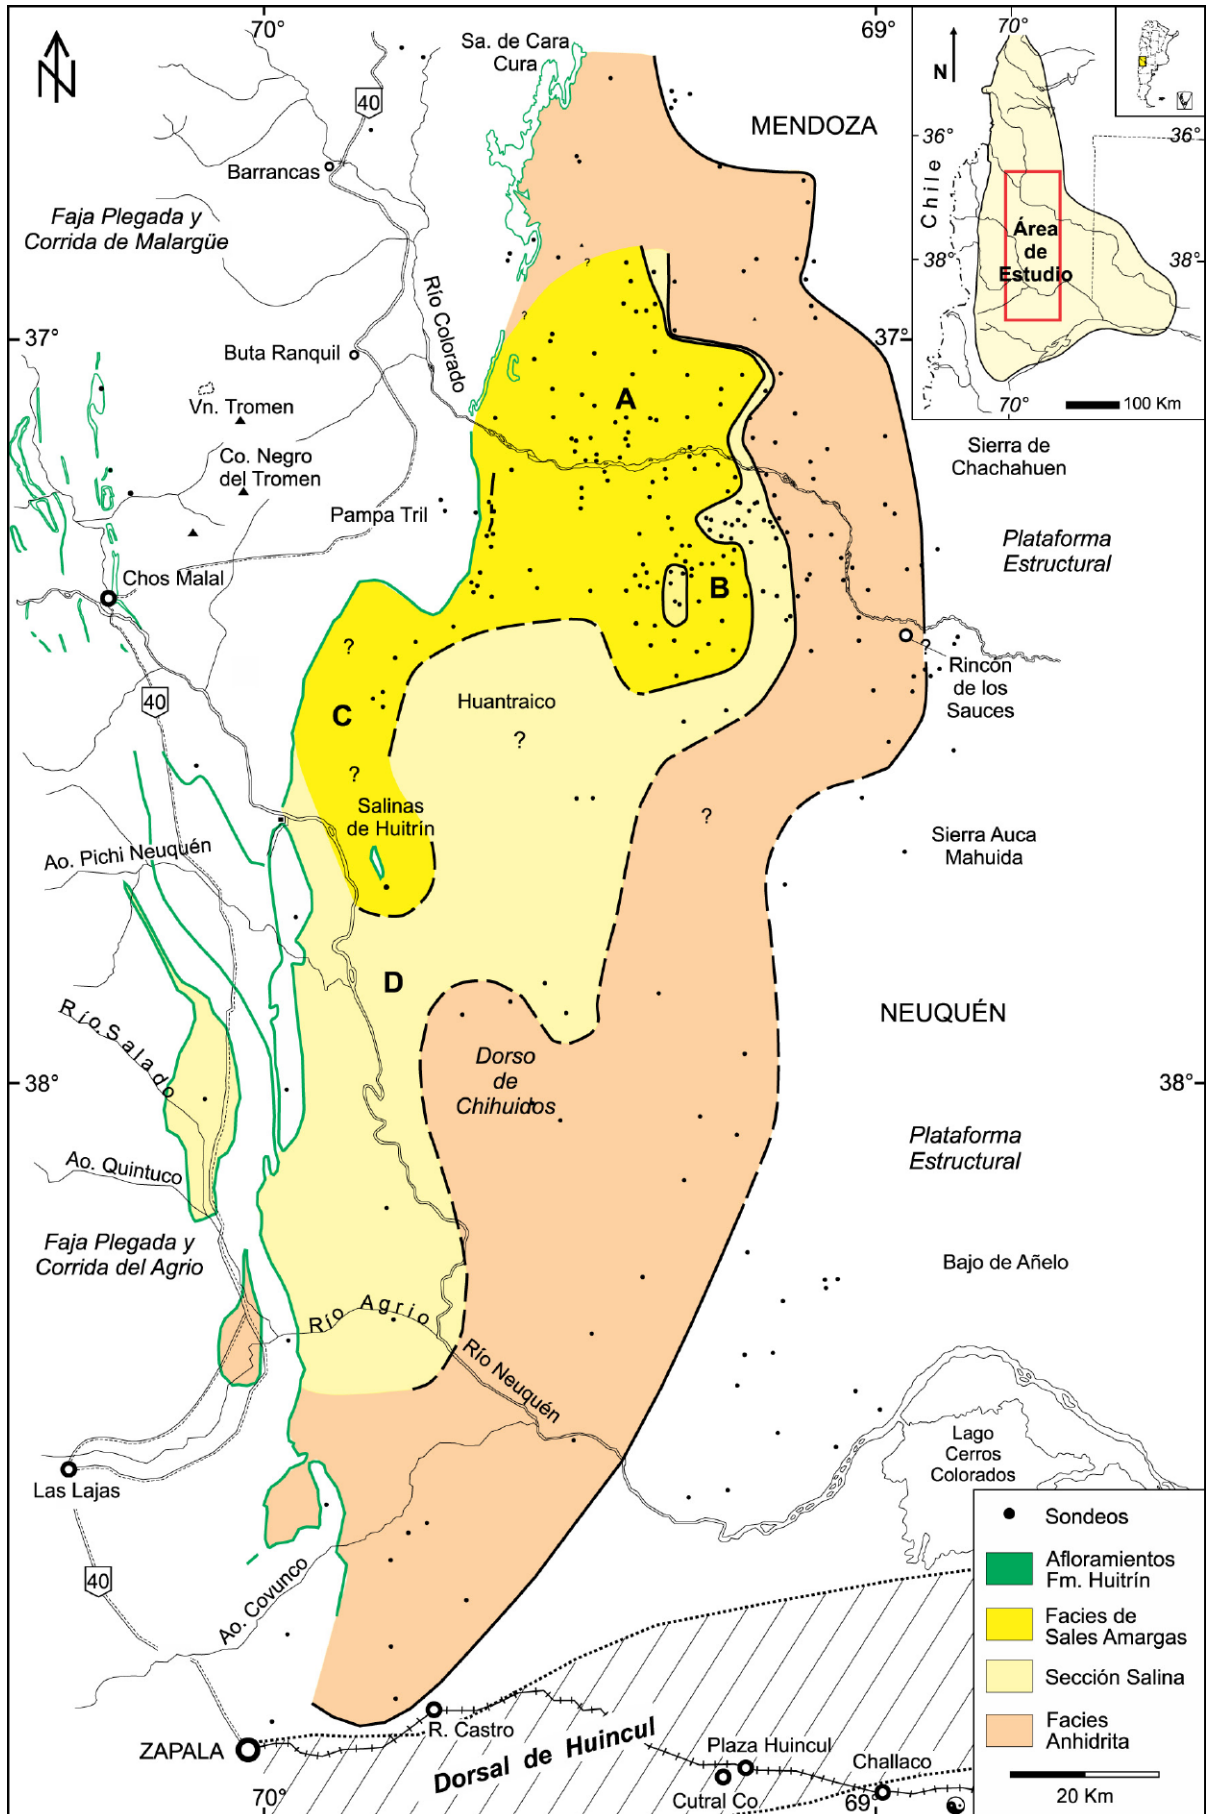 70°
69°
Sa. de Cara
Cura
N
40
MENDOZA
Barrancas
Faja Plegada y
Corrida de Malargüe
Río Colorado
70°
N
36°
36°
Chile
Área
de
Estudio
38°
38°
70°
100 Km
?
?
37°
37°
Buta Ranquil
Vn. Tromen
A
Co. Negro
del Tromen
Sierra de
Chachahuen
Pampa Tril
Plataforma
Estructural
Chos Malal
B
?
?
Rincón
de los
Sauces
40
Huantraico
C
?
?
Salinas
de Huitrín
?
Sierra Auca
Mahuida
Ao. Pichi Neuquén
D
Río Salado
NEUQUÉN
Dorso
de
Chihuidos
38°
38°
Plataforma
Estructural
Ao. Quintuco
Faja Plegada y
Corrida del Agrio
Bajo de Añelo
Río Agrio
Río Neuquén
Lago
Cerros
Colorados
Las Lajas
40
Ao. Covunco
Sondeos
Afloramientos
Fm. Huitrín
Facies de
Sales Amargas
Sección Salina
Facies
Anhidrita
20 Km
ZAPALA
R. Castro
Dorsal de Huincul
Plaza Huincul
Cutral Co
Challaco
70°
69°